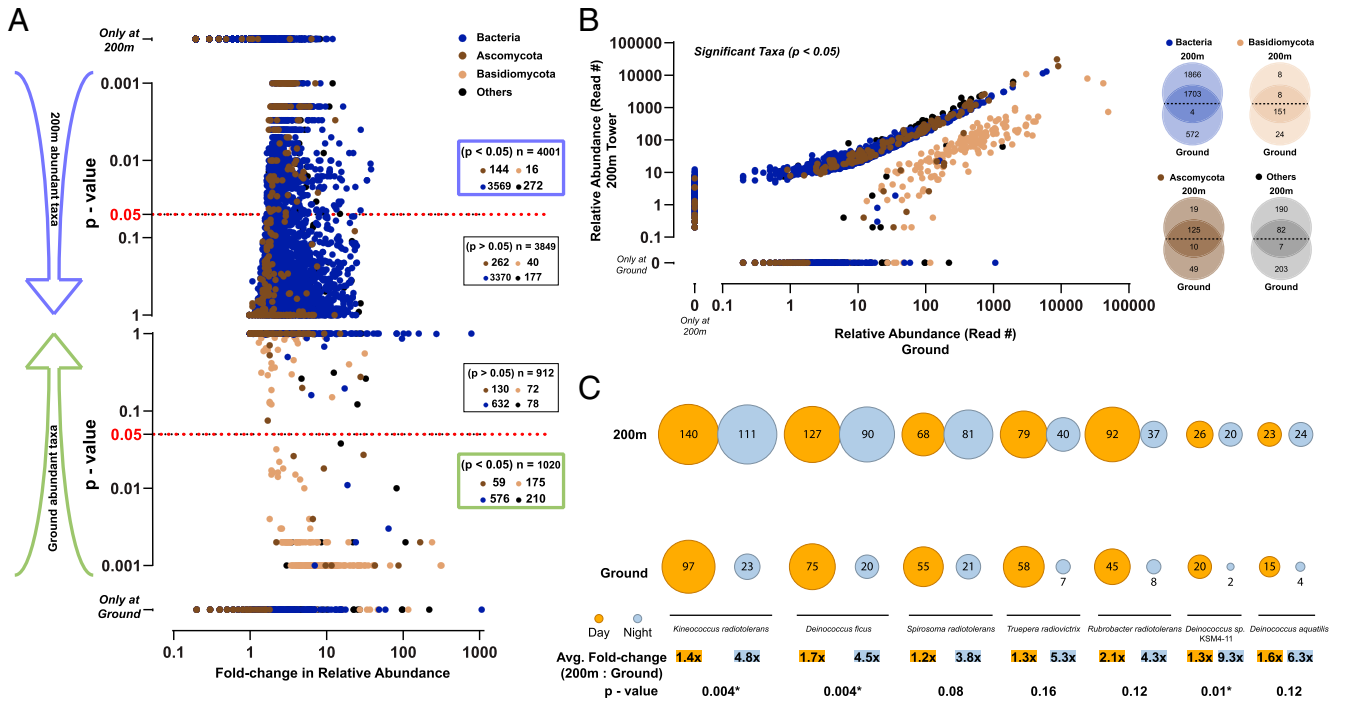 A
Only at
200m
0.001
0.01
0.05
0.1
1
p - value
200m abundant taxa
Bacteria
Ascomycota
Basidiomycota
Others
(p < 0.05) n = 4001
144 16
3569 272
(p > 0.05) n = 3849
262 40
3370 177
1
0.1
0.05
0.01
0.001
p - value
Ground abundant taxa
(p > 0.05) n = 912
130 72
632 78
(p < 0.05) n = 1020
59 175
576 210
Only at
Ground
0.1 1 10 100 1000
Fold-change in Relative Abundance
B
Significant Taxa (p < 0.05)
Relative Abundance (Read #)
200m Tower
100000
10000
1000
100
10
1
0.1
Only at
Ground
0
0 0.1 1 10 100 1000 10000 100000
Only at
200m
Relative Abundance (Read #)
Ground
Bacteria
200m
1866
1703
4
572
Ground
Basidiomycota
200m
8
8
151
24
Ground
Ascomycota
200m
19
125
10
49
Ground
Others
200m
190
82
7
203
Ground
C
200m 140 111 127 90 68 81 79 40 92 37 26 20 23 24
Ground 97 23 75 20 55 21 58 7 45 8 20 2 15 4
Day Night
Kineococcus radiotolerans
Deinococcus ficus
Spirosoma radiotolerans
Truepera radiovictrix
Rubrobacter radiotolerans
Deinococcus sp.
KSM4-11
Deinococcus aquatilis
Avg. Fold-change
(200m : Ground)
1.4x 4.8x 1.7x 4.5x 1.2x 3.8x 1.3x 5.3x 2.1x 4.3x 1.3x 9.3x 1.6x 6.3x
p - value 0.004* 0.004* 0.08 0.16 0.12 0.01* 0.12